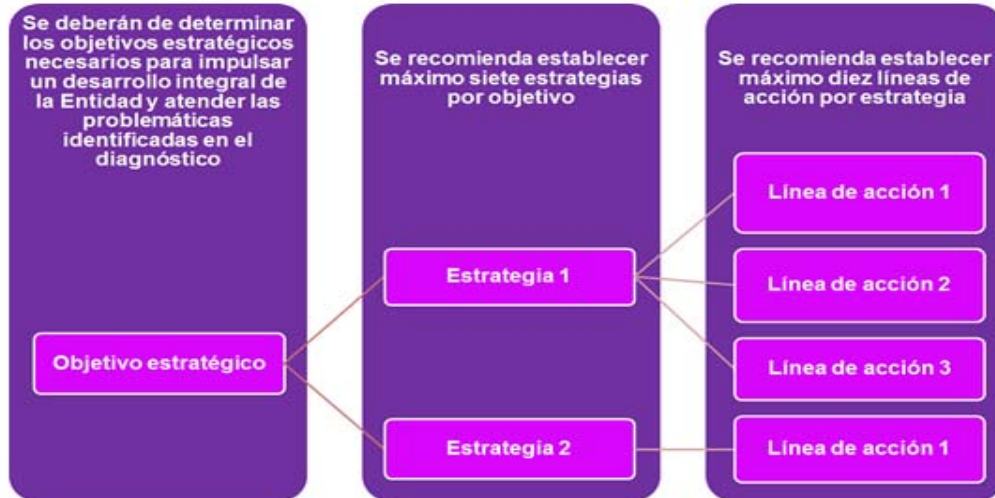 Se deberán de determinar
los objetivos estratégicos
necesarios para impulsar
un desarrollo integral de
la Entidad y atender las
problemáticas
identificadas en el
diagnóstico
Objetivo estratégico
Se recomienda establecer
máximo siete estrategias
por objetivo
Estrategia 1
Estrategia 2
Se recomienda establecer
máximo diez líneas de
acción por estrategia
Línea de acción 1
Línea de acción 2
Línea de acción 3
Línea de acción 1